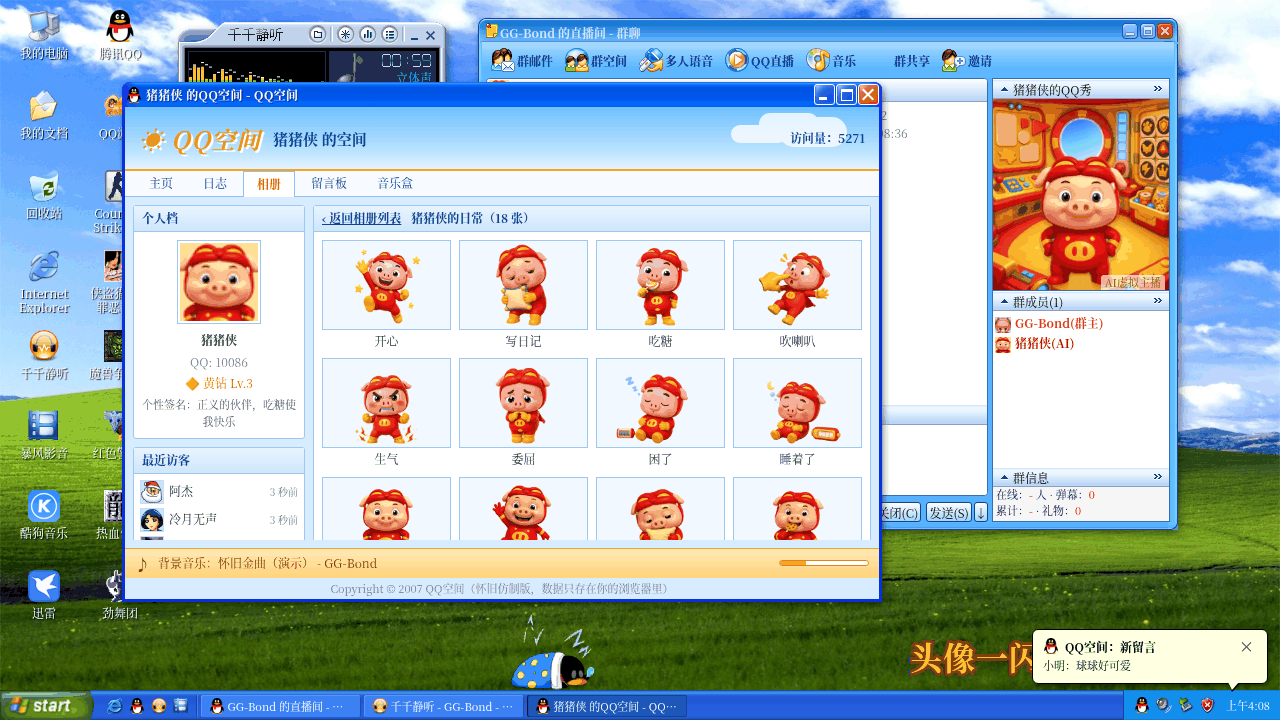 我的电脑
腾讯QQ
我的文档
回收站
Internet
Explorer
千千静听
暴风影音
酷狗音乐
迅雷
劲舞团
千千静听
00:59
立体声
GG-Bond 的直播间 - 群聊
群邮件
群空间
多人语音
QQ直播
音乐
群共享
邀请
猪猪侠的QQ秀
AI虚拟主播
群成员(1)
GG-Bond(群主)
猪猪侠(AI)
群信息
在线: - 人 · 弹幕: 0
累计: - · 礼物: 0
关闭(C)
发送(S)
↓
猪猪侠 的QQ空间 - QQ空间
QQ空间
猪猪侠 的空间
访问量: 5271
主页
日志
相册
留言板
音乐盒
个人档
猪猪侠
QQ: 10086
黄钻 Lv.3
个性签名：正义的伙伴，吃糖使
我快乐
最近访客
阿杰
3 秒前
冷月无声
3 秒前
‹ 返回相册列表
猪猪侠的日常（18 张）
开心
写日记
吃糖
吹喇叭
生气
委屈
困了
睡着了
♪
背景音乐：怀旧金曲（演示） - GG-Bond
Copyright © 2007 QQ空间（怀旧仿制版，数据只存在你的浏览器里）
头像一闪
QQ空间：新留言
小明：球球好可爱
start
GG-Bond 的直播间 - …
千千静听 - GG-Bond - …
猪猪侠 的QQ空间 - QQ…
上午4:08